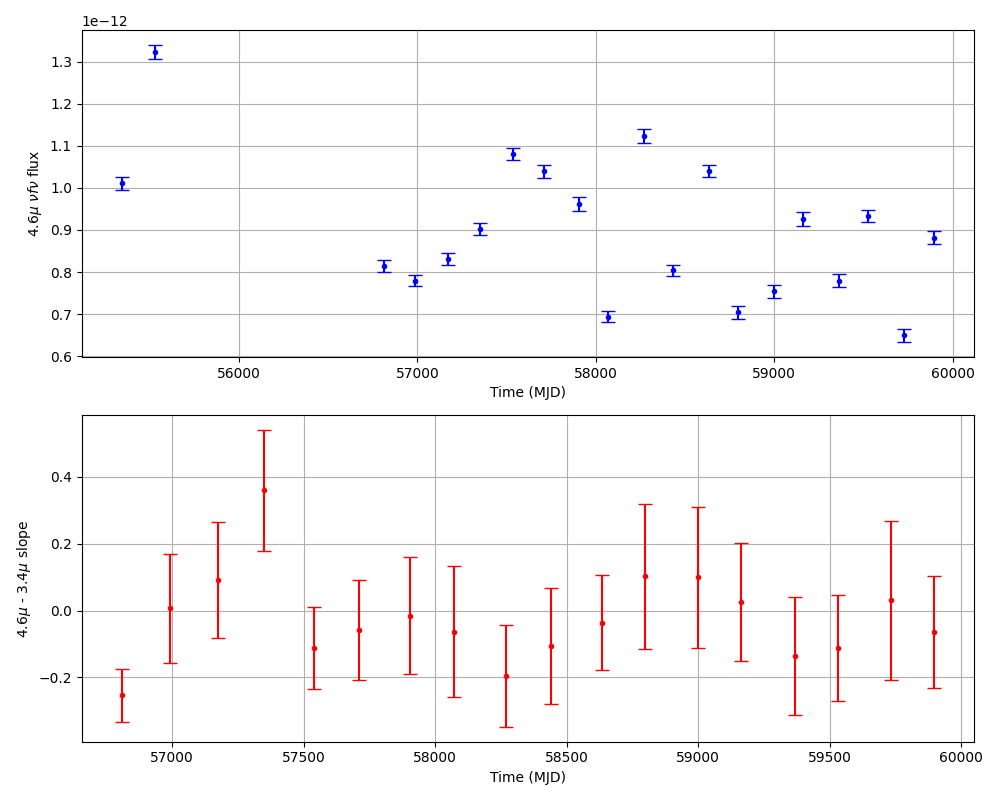 1e−12
1.3
1.2
1.1
1.0
0.9
0.8
0.7
0.6
4.6μ νfν flux
56000 57000 58000 59000 60000
Time (MJD)
0.4
0.2
0.0
−0.2
4.6μ - 3.4μ slope
57000 57500 58000 58500 59000 59500 60000
Time (MJD)